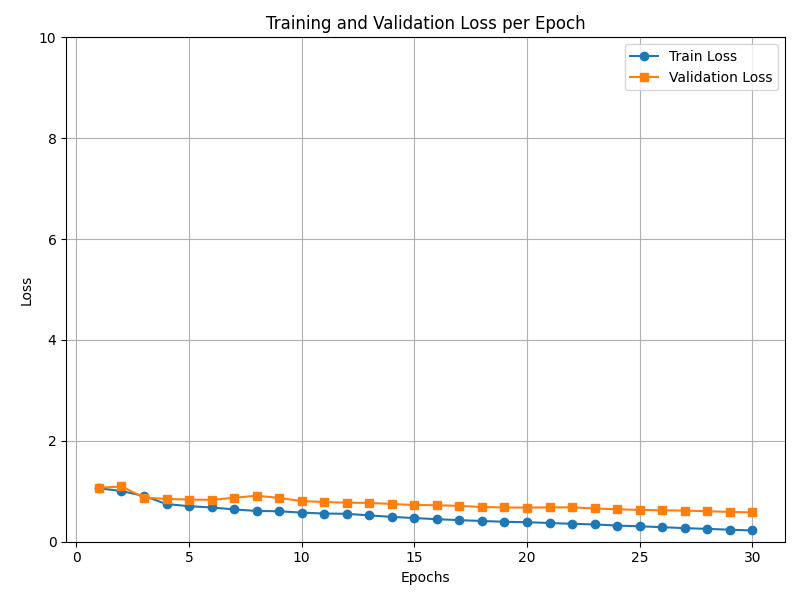 Training and Validation Loss per Epoch
Train Loss
Validation Loss
Loss
10
8
6
4
2
0
0 5 10 15 20 25 30
Epochs